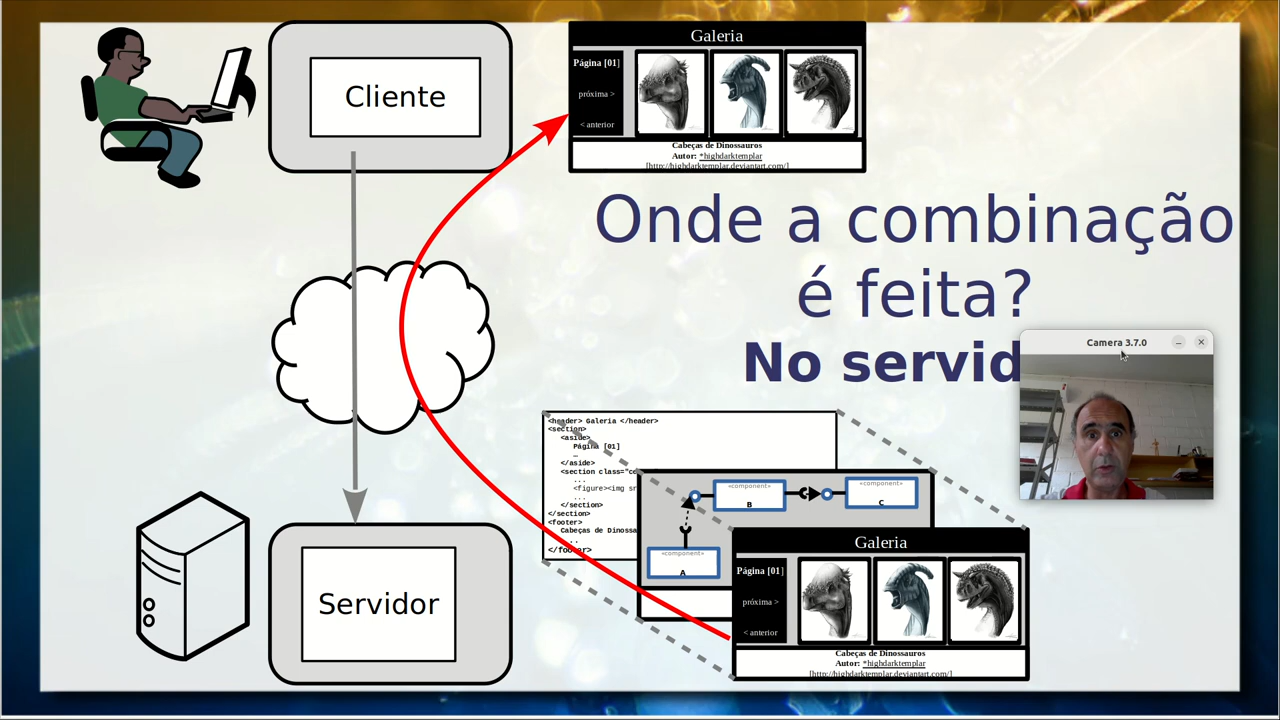 Cliente
Galeria
Página [01]
próxima >
< anterior
Cabeças de Dinossauros
Autor: *highdarktemplar
[http://highdarktemplar.deviantart.com/]
Onde a combinação
é feita?
No servid
Camera 3.7.0
<header> Galeria </header>
<section>
<aside>
Página [01]
…
</aside>
<section class="ce
...
<figure><img sr
...
</section>
</section>
<footer>
Cabeças de Dinossa
...
</footer>
«component»
B
«component»
C
«component»
A
Galeria
Página [01]
próxima >
< anterior
Cabeças de Dinossauros
Autor: *highdarktemplar
[http://highdarktemplar.deviantart.com/]
Servidor